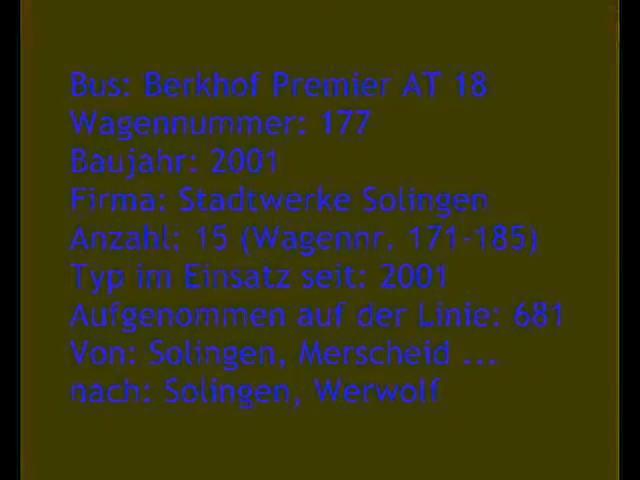 Bus: Berkhof Premier AT 18
Wagennummer: 177
Baujahr: 2001
Firma: Stadtwerke Solingen
Anzahl: 15 (Wagennr. 171-185)
Typ im Einsatz seit: 2001
Aufgenommen auf der Linie: 681
Von: Solingen, Merscheid ...
nach: Solingen, Werwolf